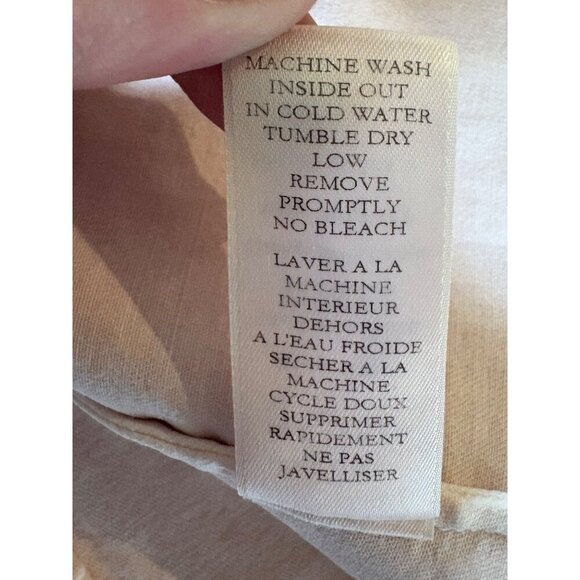 MACHINE WASH
INSIDE OUT
IN COLD WATER
TUMBLE DRY
LOW
REMOVE
PROMPTLY
NO BLEACH
LAVER A LA
MACHINE
INTERIEUR
DEHORS
A L'EAU FROIDE
SECHER A LA
MACHINE
CYCLE DOUX
SUPPRIMER
RAPIDEMENT
NE PAS
JAVELLISER